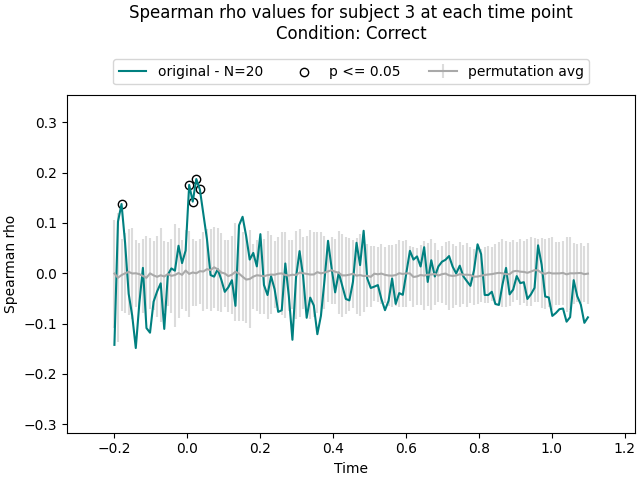 Spearman rho values for subject 3 at each time point
Condition: Correct
original - N=20
p <= 0.05
permutation avg
0.3
0.2
0.1
0.0
−0.1
−0.2
−0.3
Spearman rho
−0.2
0.0
0.2
0.4
0.6
0.8
1.0
1.2
Time